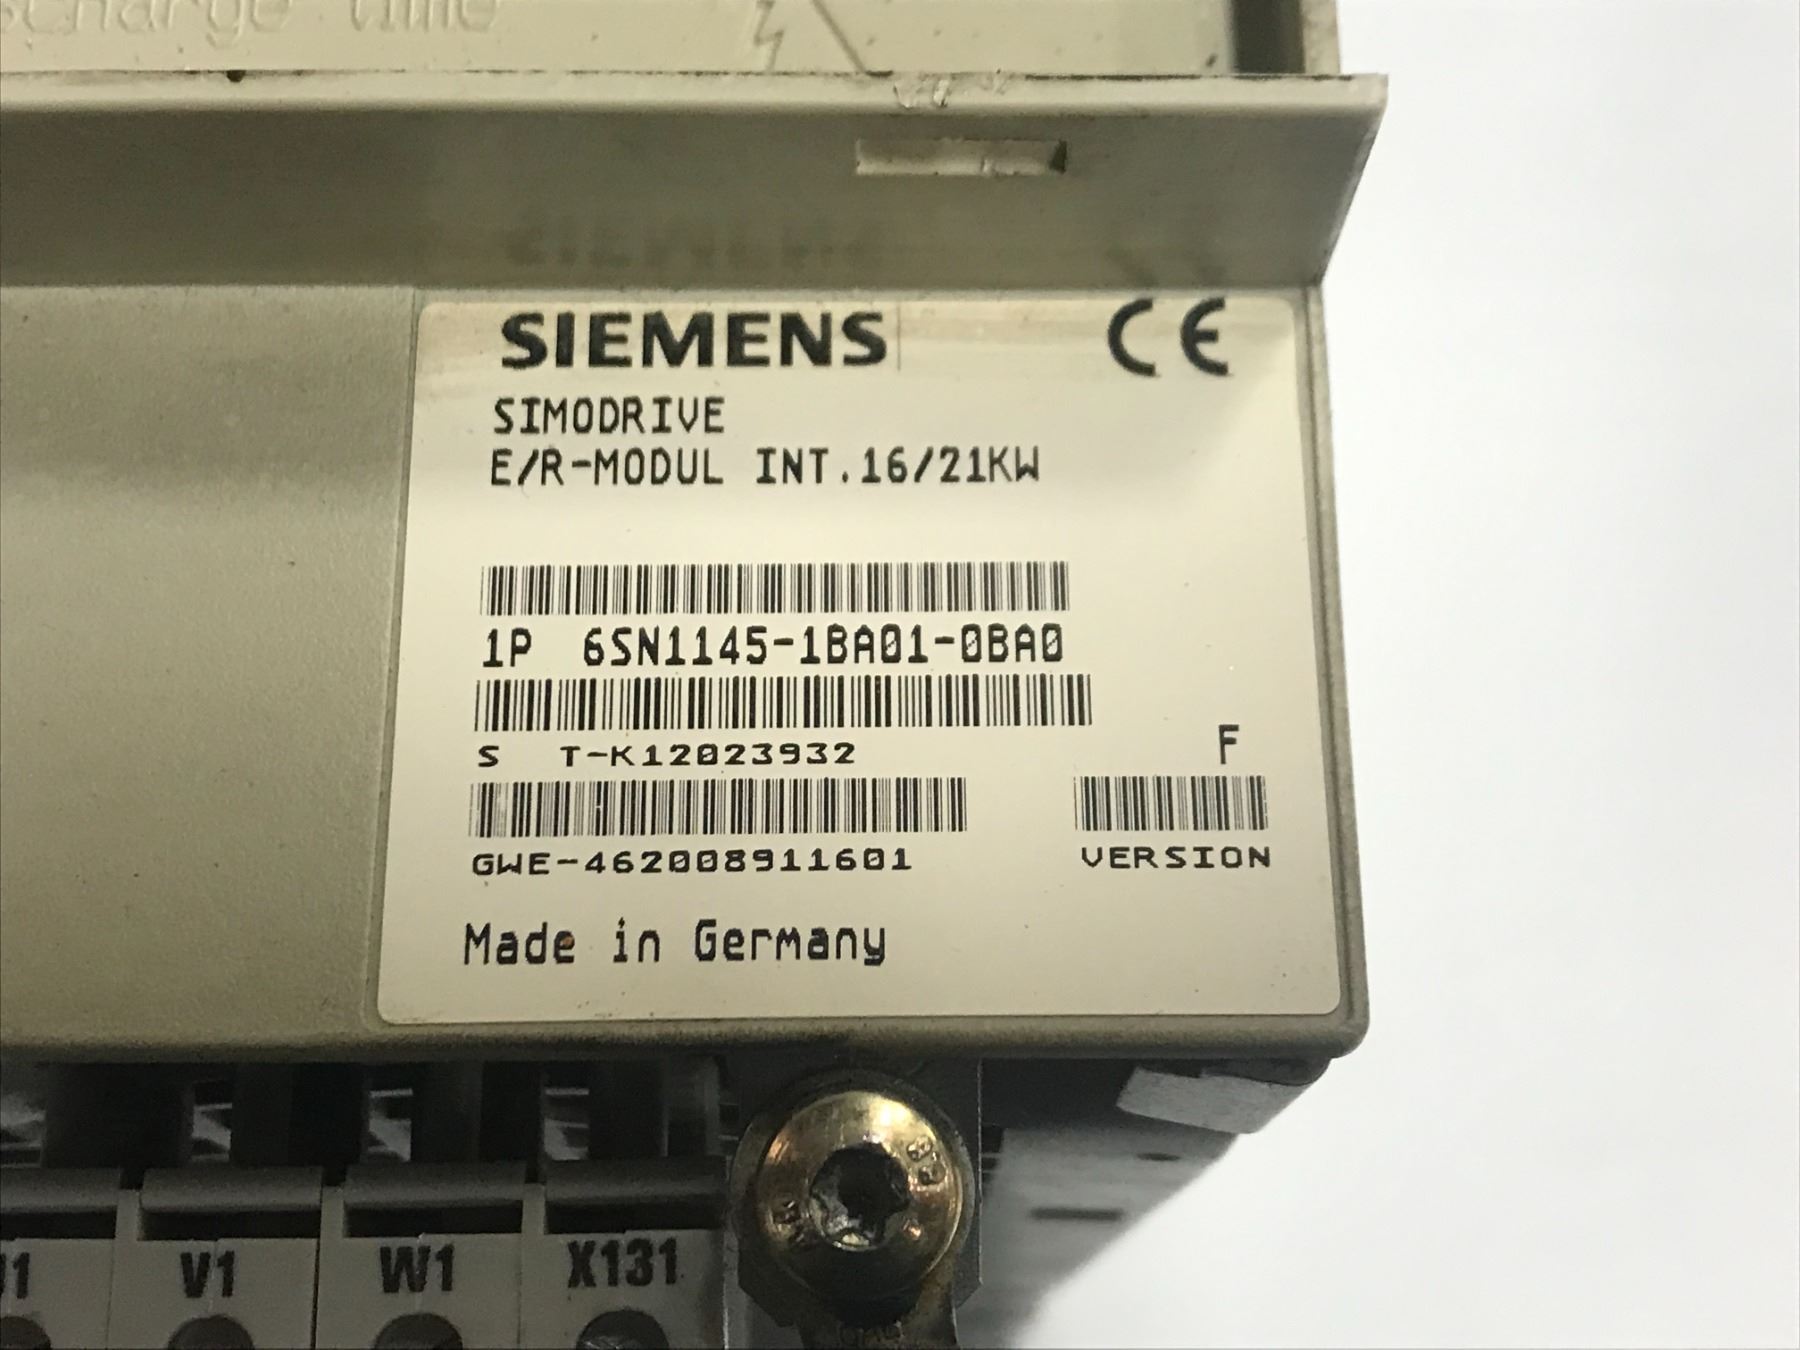 time
SIEMENS CE
SIMODRIVE
E/R-MODUL INT.16/21KW
1P 6SN1145-1BA01-0BA0
S T-K12023932
F
GWE-462008911601
VERSION
Made in Germany
V1 W1 X131